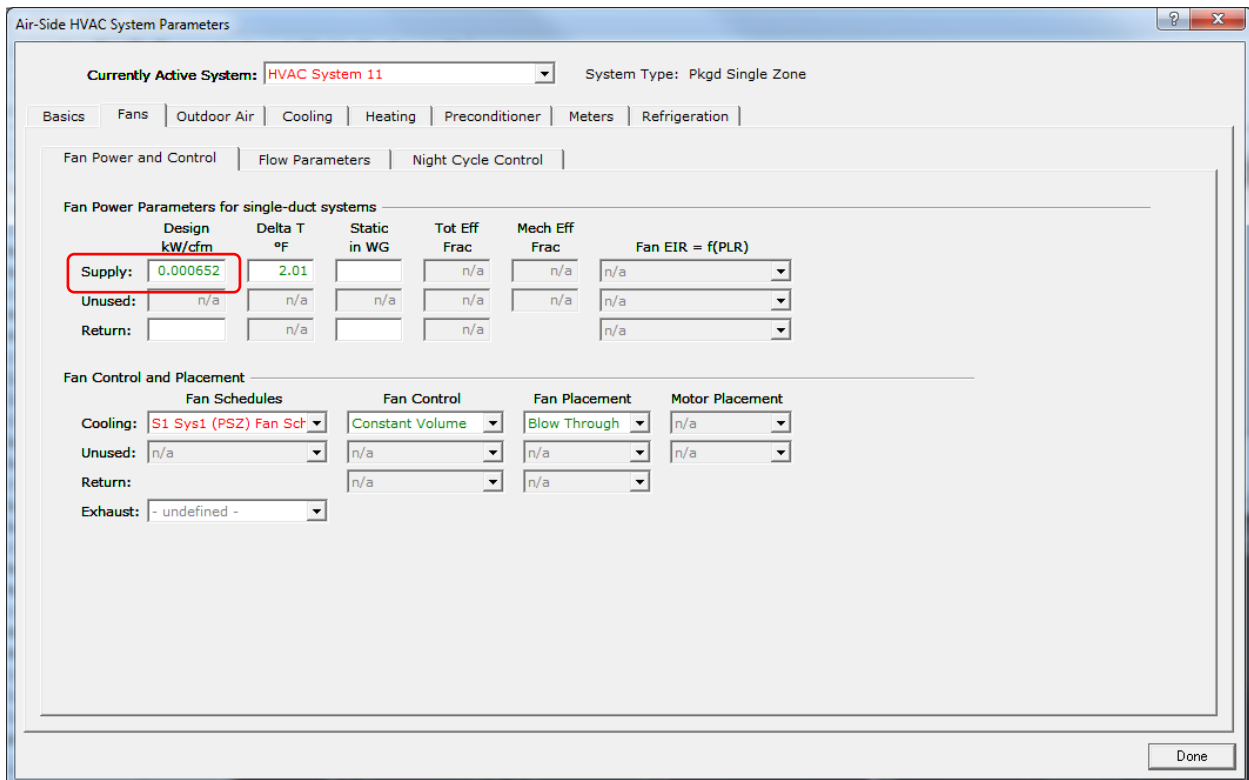 Air-Side HVAC System Parameters
Currently Active System: HVAC System 11 System Type: Pkgd Single Zone
Basics Fans Outdoor Air Cooling Heating Preconditioner Meters Refrigeration
Fan Power and Control Flow Parameters Night Cycle Control
Fan Power Parameters for single-duct systems
Design Delta T Static Tot Eff Mech Eff
kW/cfm °F in WG Frac Frac Fan EIR = f(PLR)
Supply: 0.000652 2.01 n/a n/a n/a
Unused: n/a n/a n/a n/a n/a n/a
Return: n/a n/a n/a
Fan Control and Placement
Fan Schedules Fan Control Fan Placement Motor Placement
Cooling: S1 Sys1 (PSZ) Fan Sch Constant Volume Blow Through n/a
Unused: n/a n/a n/a n/a
Return: n/a n/a
Exhaust: - undefined -
Done